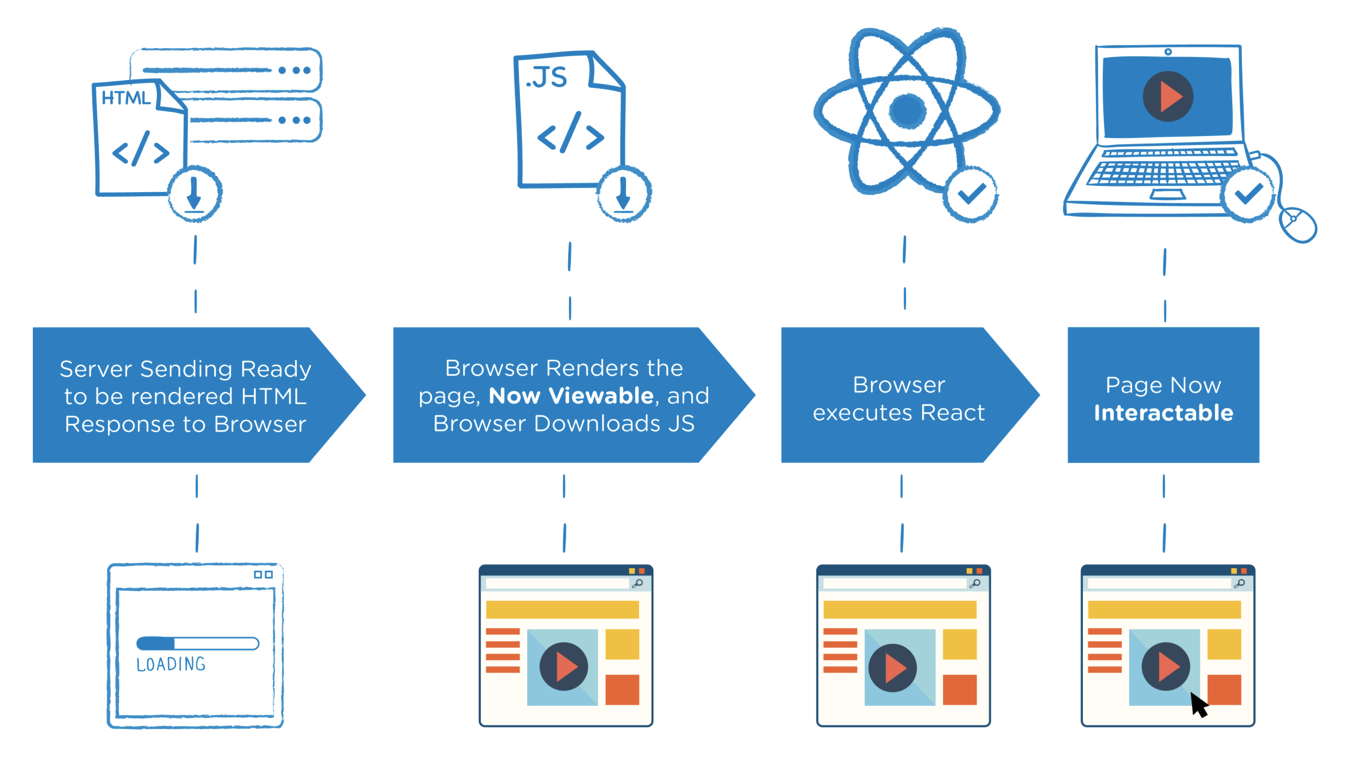 HTML
</>
.JS
</>
Server Sending Ready
to be rendered HTML
Response to Browser
Browser Renders the
page, Now Viewable, and
Browser Downloads JS
Browser
executes React
Page Now
Interactable
LOADING